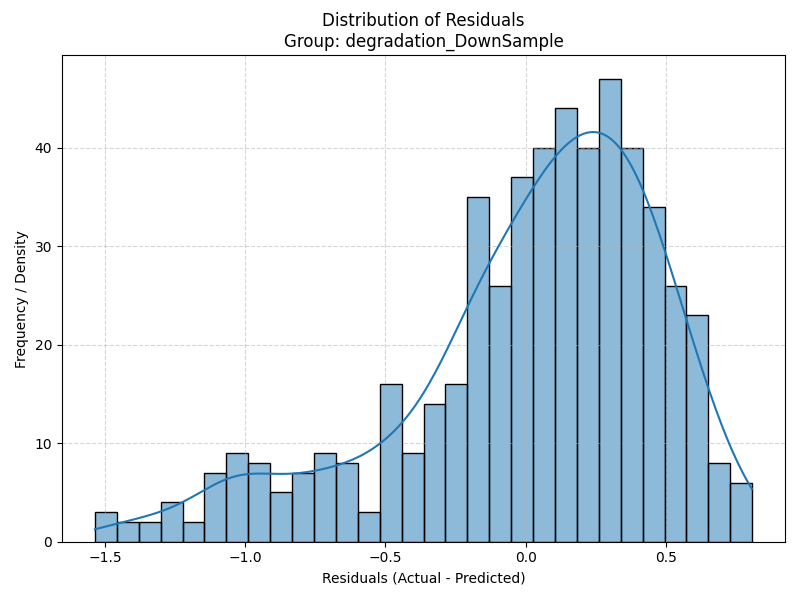 Distribution of Residuals
Group: degradation_DownSample
Frequency / Density
40
30
20
10
0
−1.5 −1.0 −0.5 0.0 0.5
Residuals (Actual - Predicted)